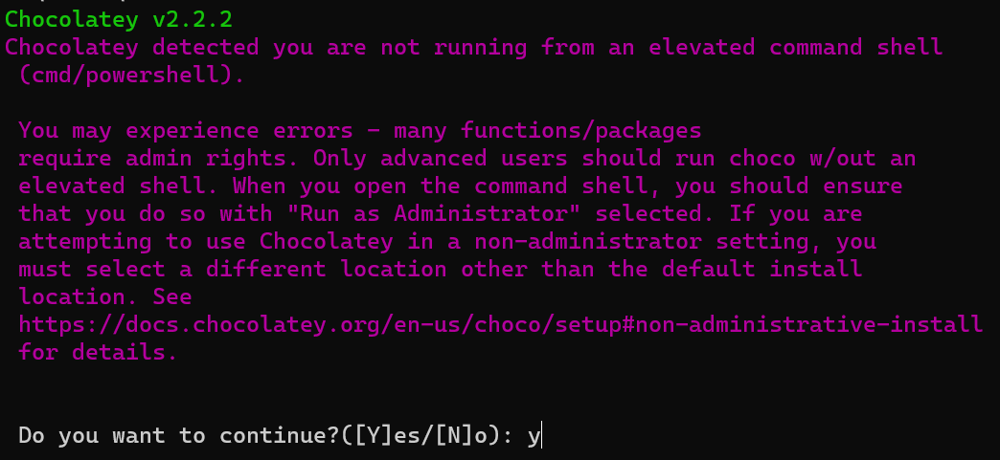 Chocolatey v2.2.2
Chocolatey detected you are not running from an elevated command shell
(cmd/powershell).
You may experience errors - many functions/packages
require admin rights. Only advanced users should run choco w/out an
elevated shell. When you open the command shell, you should ensure
that you do so with "Run as Administrator" selected. If you are
attempting to use Chocolatey in a non-administrator setting, you
must select a different location other than the default install
location. See
https://docs.chocolatey.org/en-us/choco/setup#non-administrative-install
for details.
Do you want to continue?([Y]es/[N]o): y